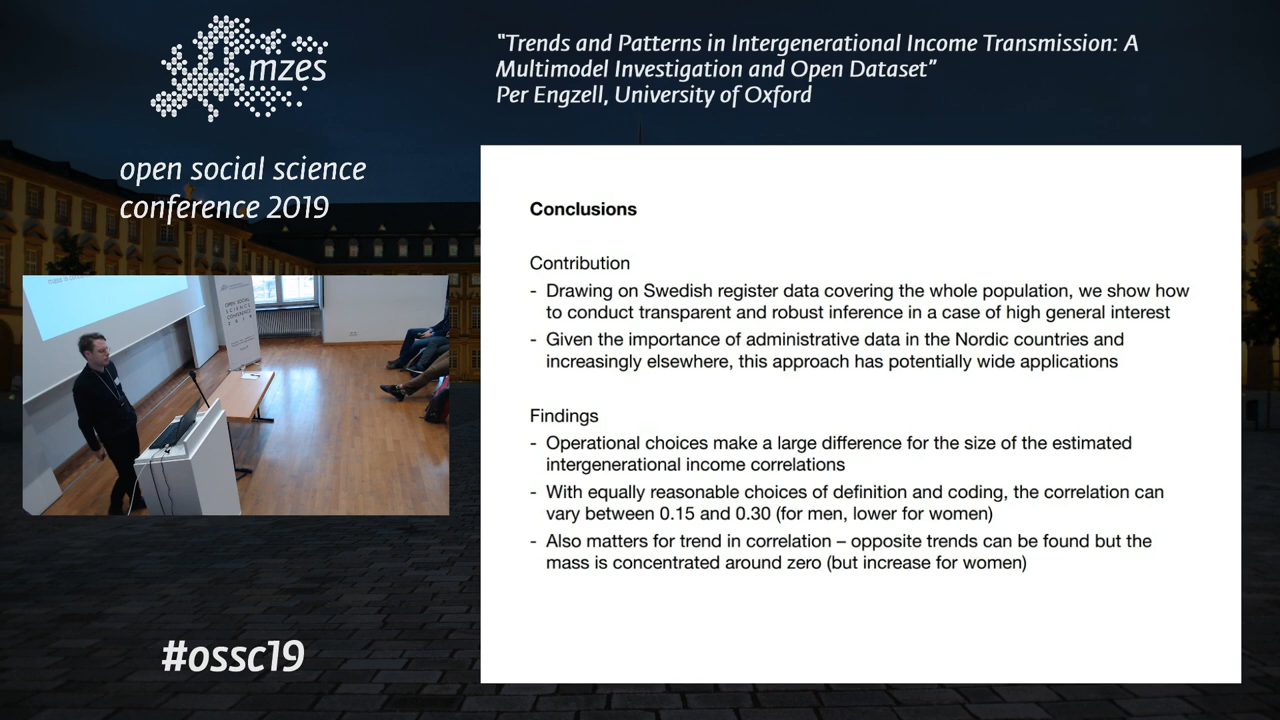 mzes
open social science
conference 2019
"Trends and Patterns in Intergenerational Income Transmission: A
Multimodel Investigation and Open Dataset"
Per Engzell, University of Oxford
Conclusions
Contribution
- Drawing on Swedish register data covering the whole population, we show how
to conduct transparent and robust inference in a case of high general interest
- Given the importance of administrative data in the Nordic countries and
increasingly elsewhere, this approach has potentially wide applications
Findings
- Operational choices make a large difference for the size of the estimated
intergenerational income correlations
- With equally reasonable choices of definition and coding, the correlation can
vary between 0.15 and 0.30 (for men, lower for women)
- Also matters for trend in correlation – opposite trends can be found but the
mass is concentrated around zero (but increase for women)
OPEN SOCIAL
SCIENCE
CONFERENCE
2019
#ossc19